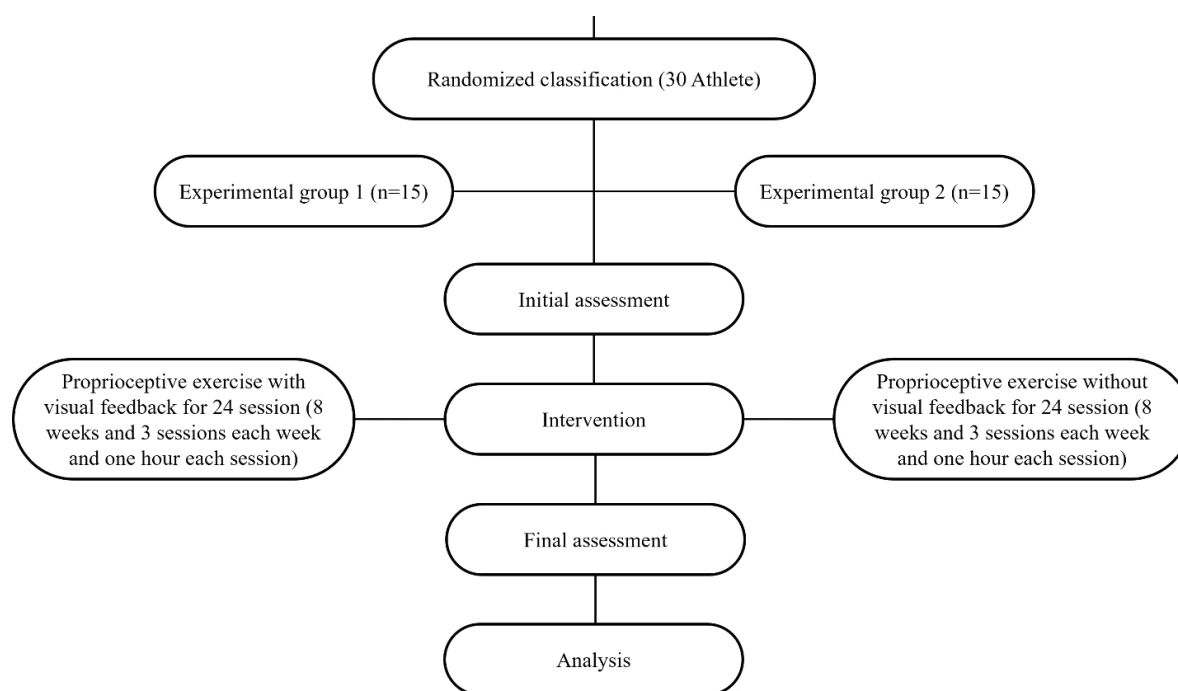 Randomized classification (30 Athlete)
Experimental group 1 (n=15)
Experimental group 2 (n=15)
Initial assessment
Proprioceptive exercise with
visual feedback for 24 session (8
weeks and 3 sessions each week
and one hour each session)
Intervention
Proprioceptive exercise without
visual feedback for 24 session (8
weeks and 3 sessions each week
and one hour each session)
Final assessment
Analysis